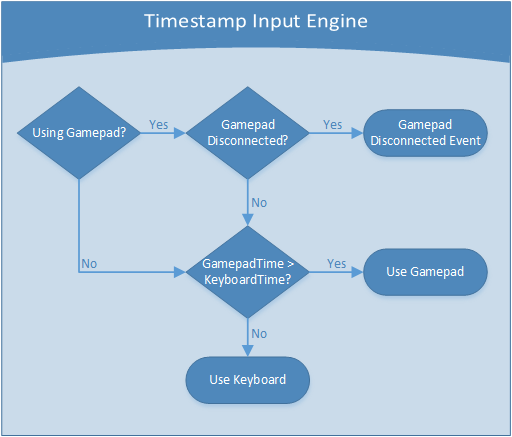 Timestamp Input Engine
Using Gamepad?
Yes
Gamepad
Disconnected?
Yes
Gamepad
Disconnected Event
No
No
GamepadTime >
KeyboardTime?
Yes
Use Gamepad
No
Use Keyboard